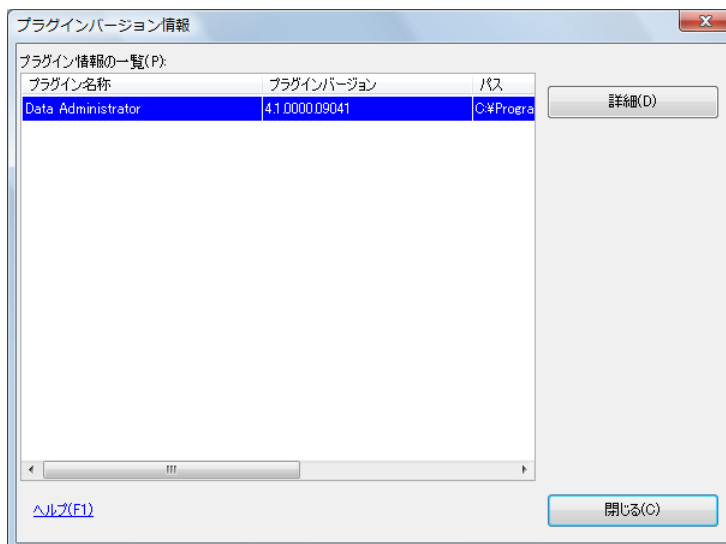 プラグインバージョン情報
プラグイン情報の一覧(P):
プラグイン名称 プラグインバージョン パス
詳細(D)
Data Administrator 4.1.0000.09041 C:¥Progra
ヘルプ(F1)
閉じる(C)